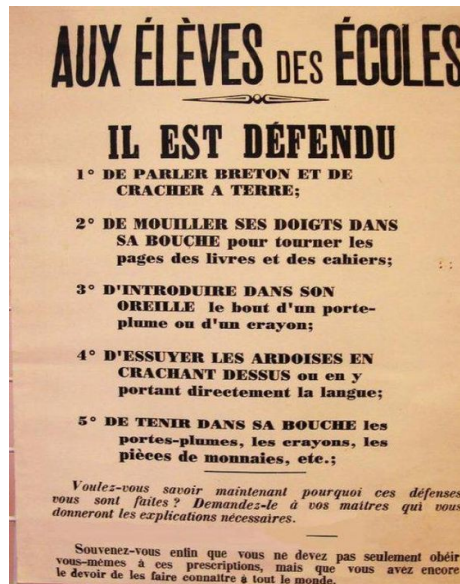 AUX ÉLÈVES DES ÉCOLES
IL EST DÉFENDU
1° DE PARLER BRETON ET DE
CRACHER A TERRE;
2° DE MOUILLER SES DOIGTS DANS
SA BOUCHE pour tourner les
pages des livres et des cahiers;
3° D'INTRODUIRE DANS SON
OREILLE le bout d'un porte-
plume ou d'un crayon;
4° D'ESSUYER LES ARDOISES EN
CRACHANT DESSUS ou en y
portant directement la langue;
5° DE TENIR DANS SA BOUCHE les
portes-plumes, les crayons, les
pièces de monnaies, etc.;
Voulez-vous savoir maintenant pourquoi ces défenses
vous sont faites ? Demandez-le à vos maitres qui vous
donneront les explications nécessaires.
Souvenez-vous enfin que vous ne devez pas seulement obéir
vous-mêmes à ces prescriptions, mais que vous avez encore
le devoir de les faire connaître à tout le monde.